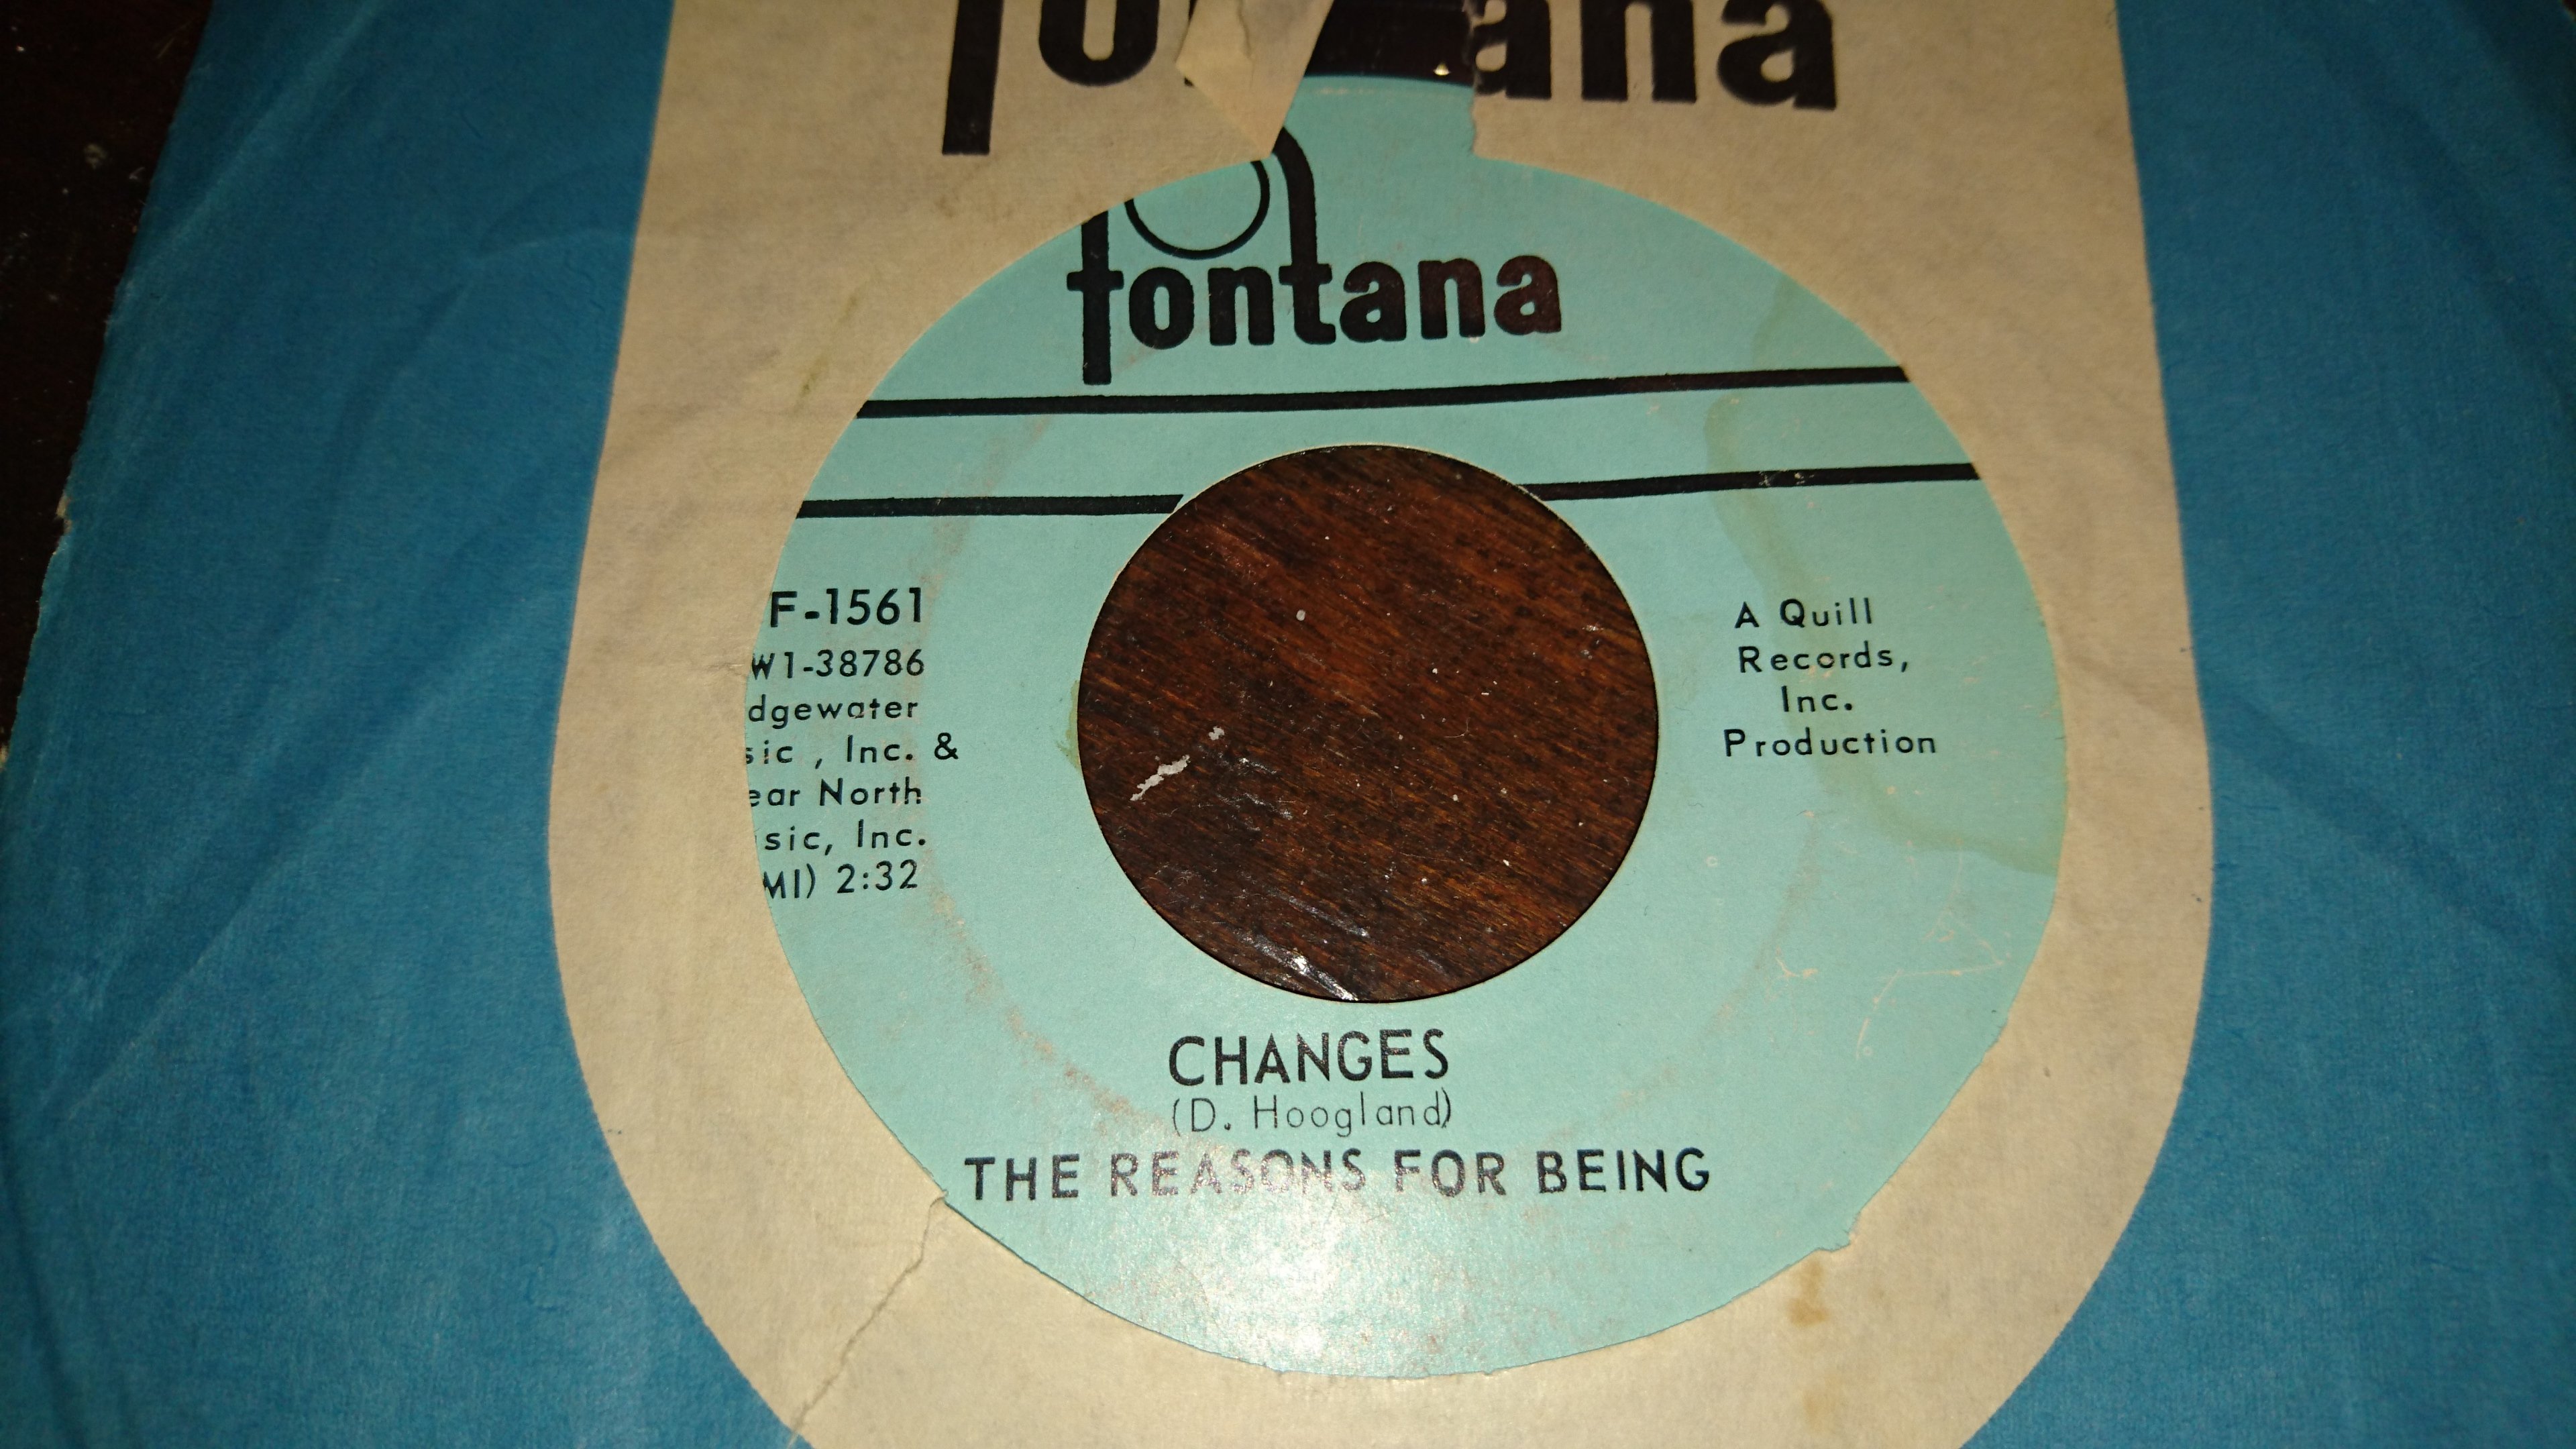 fontana
F-1561
W1-38786
dgewater
sic , Inc. &
ear North
sic, Inc.
MI) 2:32
A Quill
Records,
Inc.
Production
CHANGES
(D. Hoogland)
THE REASONS FOR BEING